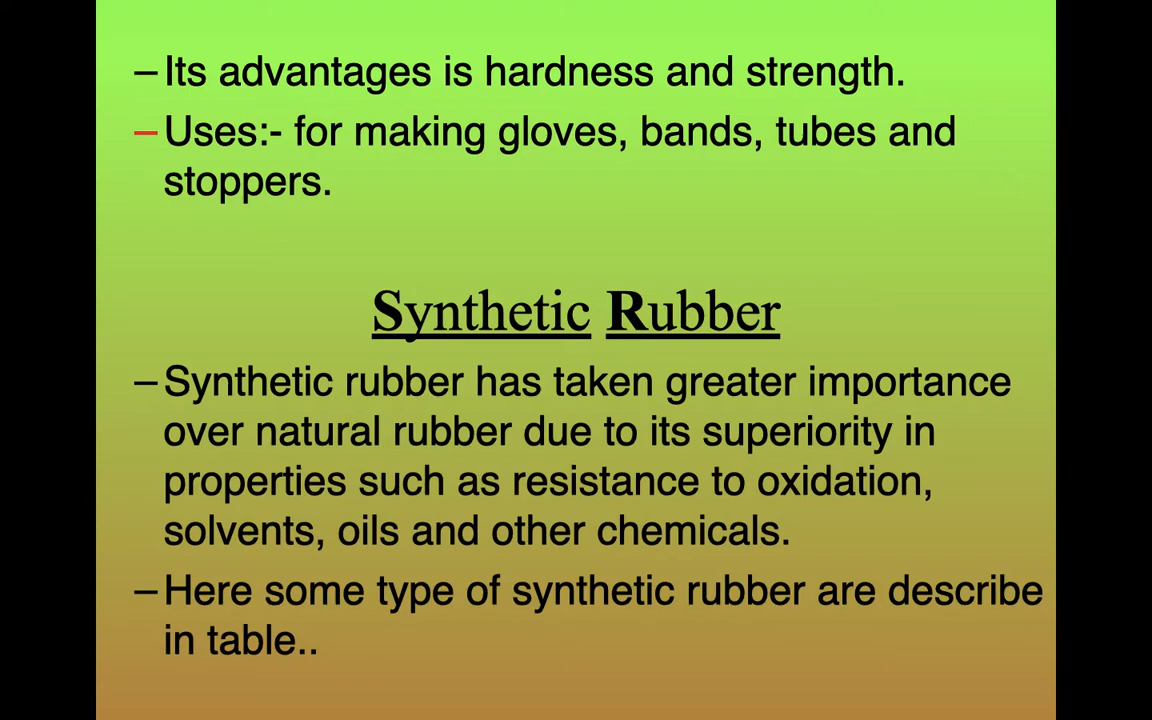 – Its advantages is hardness and strength.
– Uses:- for making gloves, bands, tubes and
stoppers.
Synthetic Rubber
– Synthetic rubber has taken greater importance
over natural rubber due to its superiority in
properties such as resistance to oxidation,
solvents, oils and other chemicals.
– Here some type of synthetic rubber are describe
in table..